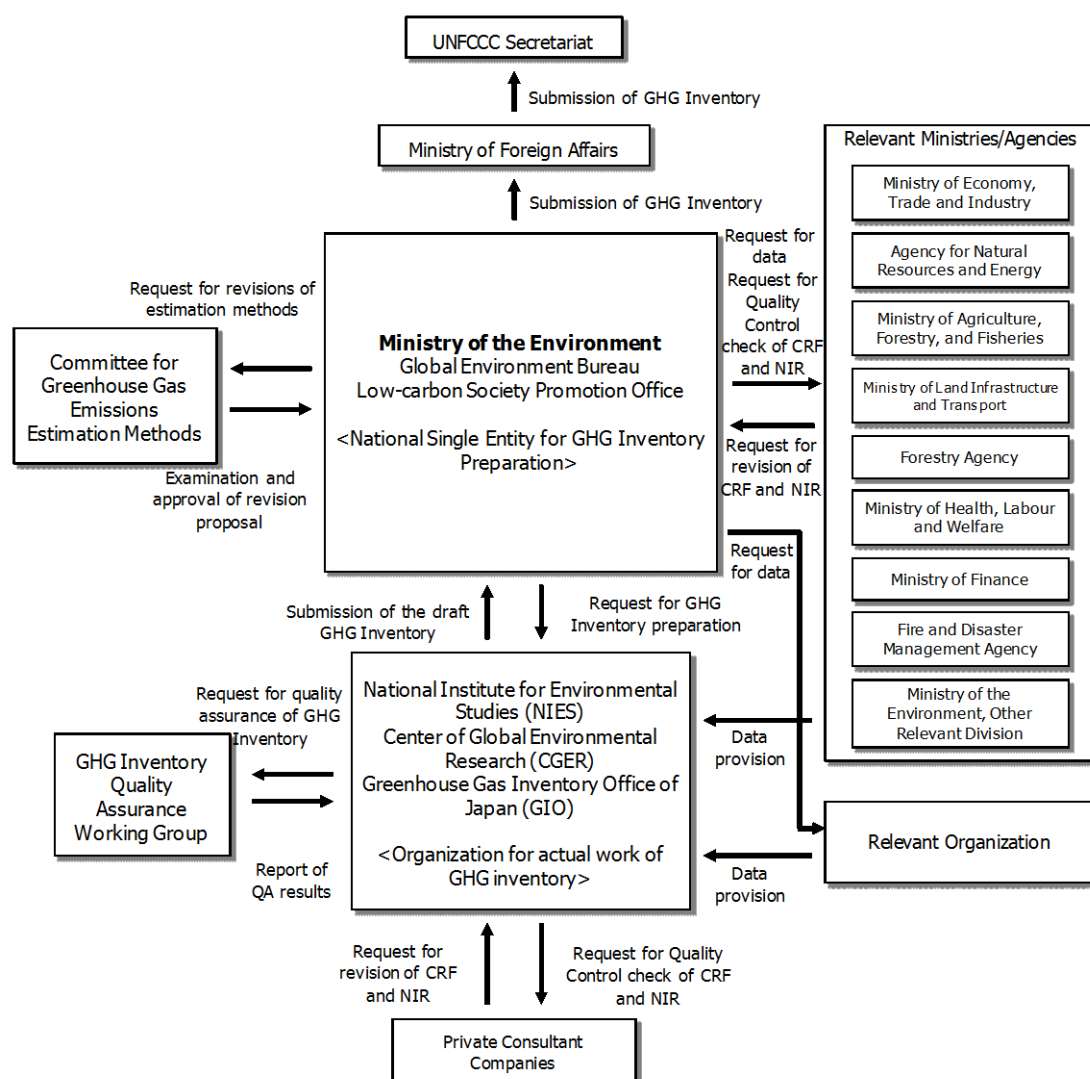 UNFCCC Secretariat
Submission of GHG Inventory
Ministry of Foreign Affairs
Submission of GHG Inventory
Relevant Ministries/Agencies
Ministry of Economy,
Trade and Industry
Agency for Natural
Resources and Energy
Ministry of Agriculture,
Forestry, and Fisheries
Ministry of Land Infrastructure
and Transport
Forestry Agency
Ministry of Health, Labour
and Welfare
Ministry of Finance
Fire and Disaster
Management Agency
Ministry of the
Environment, Other
Relevant Division
Request for
data
Request for
Quality
Control
check of CRF
and NIR
Request for
revision of
CRF and NIR
Request for revisions of
estimation methods
Committee for
Greenhouse Gas
Emissions
Estimation Methods
Examination and
approval of revision
proposal
Ministry of the Environment
Global Environment Bureau
Low-carbon Society Promotion Office
<National Single Entity for GHG Inventory
Preparation>
Request
for data
Submission of the draft
GHG Inventory
Request for GHG
Inventory preparation
Request for quality
assurance of GHG
Inventory
GHG Inventory
Quality
Assurance
Working Group
Report of
QA results
National Institute for Environmental
Studies (NIES)
Center of Global Environmental
Research (CGER)
Greenhouse Gas Inventory Office of
Japan (GIO)
<Organization for actual work of
GHG inventory>
Data
provision
Relevant Organization
Data
provision
Request for
revision of CRF
and NIR
Request for Quality
Control check of CRF
and NIR
Private Consultant
Companies